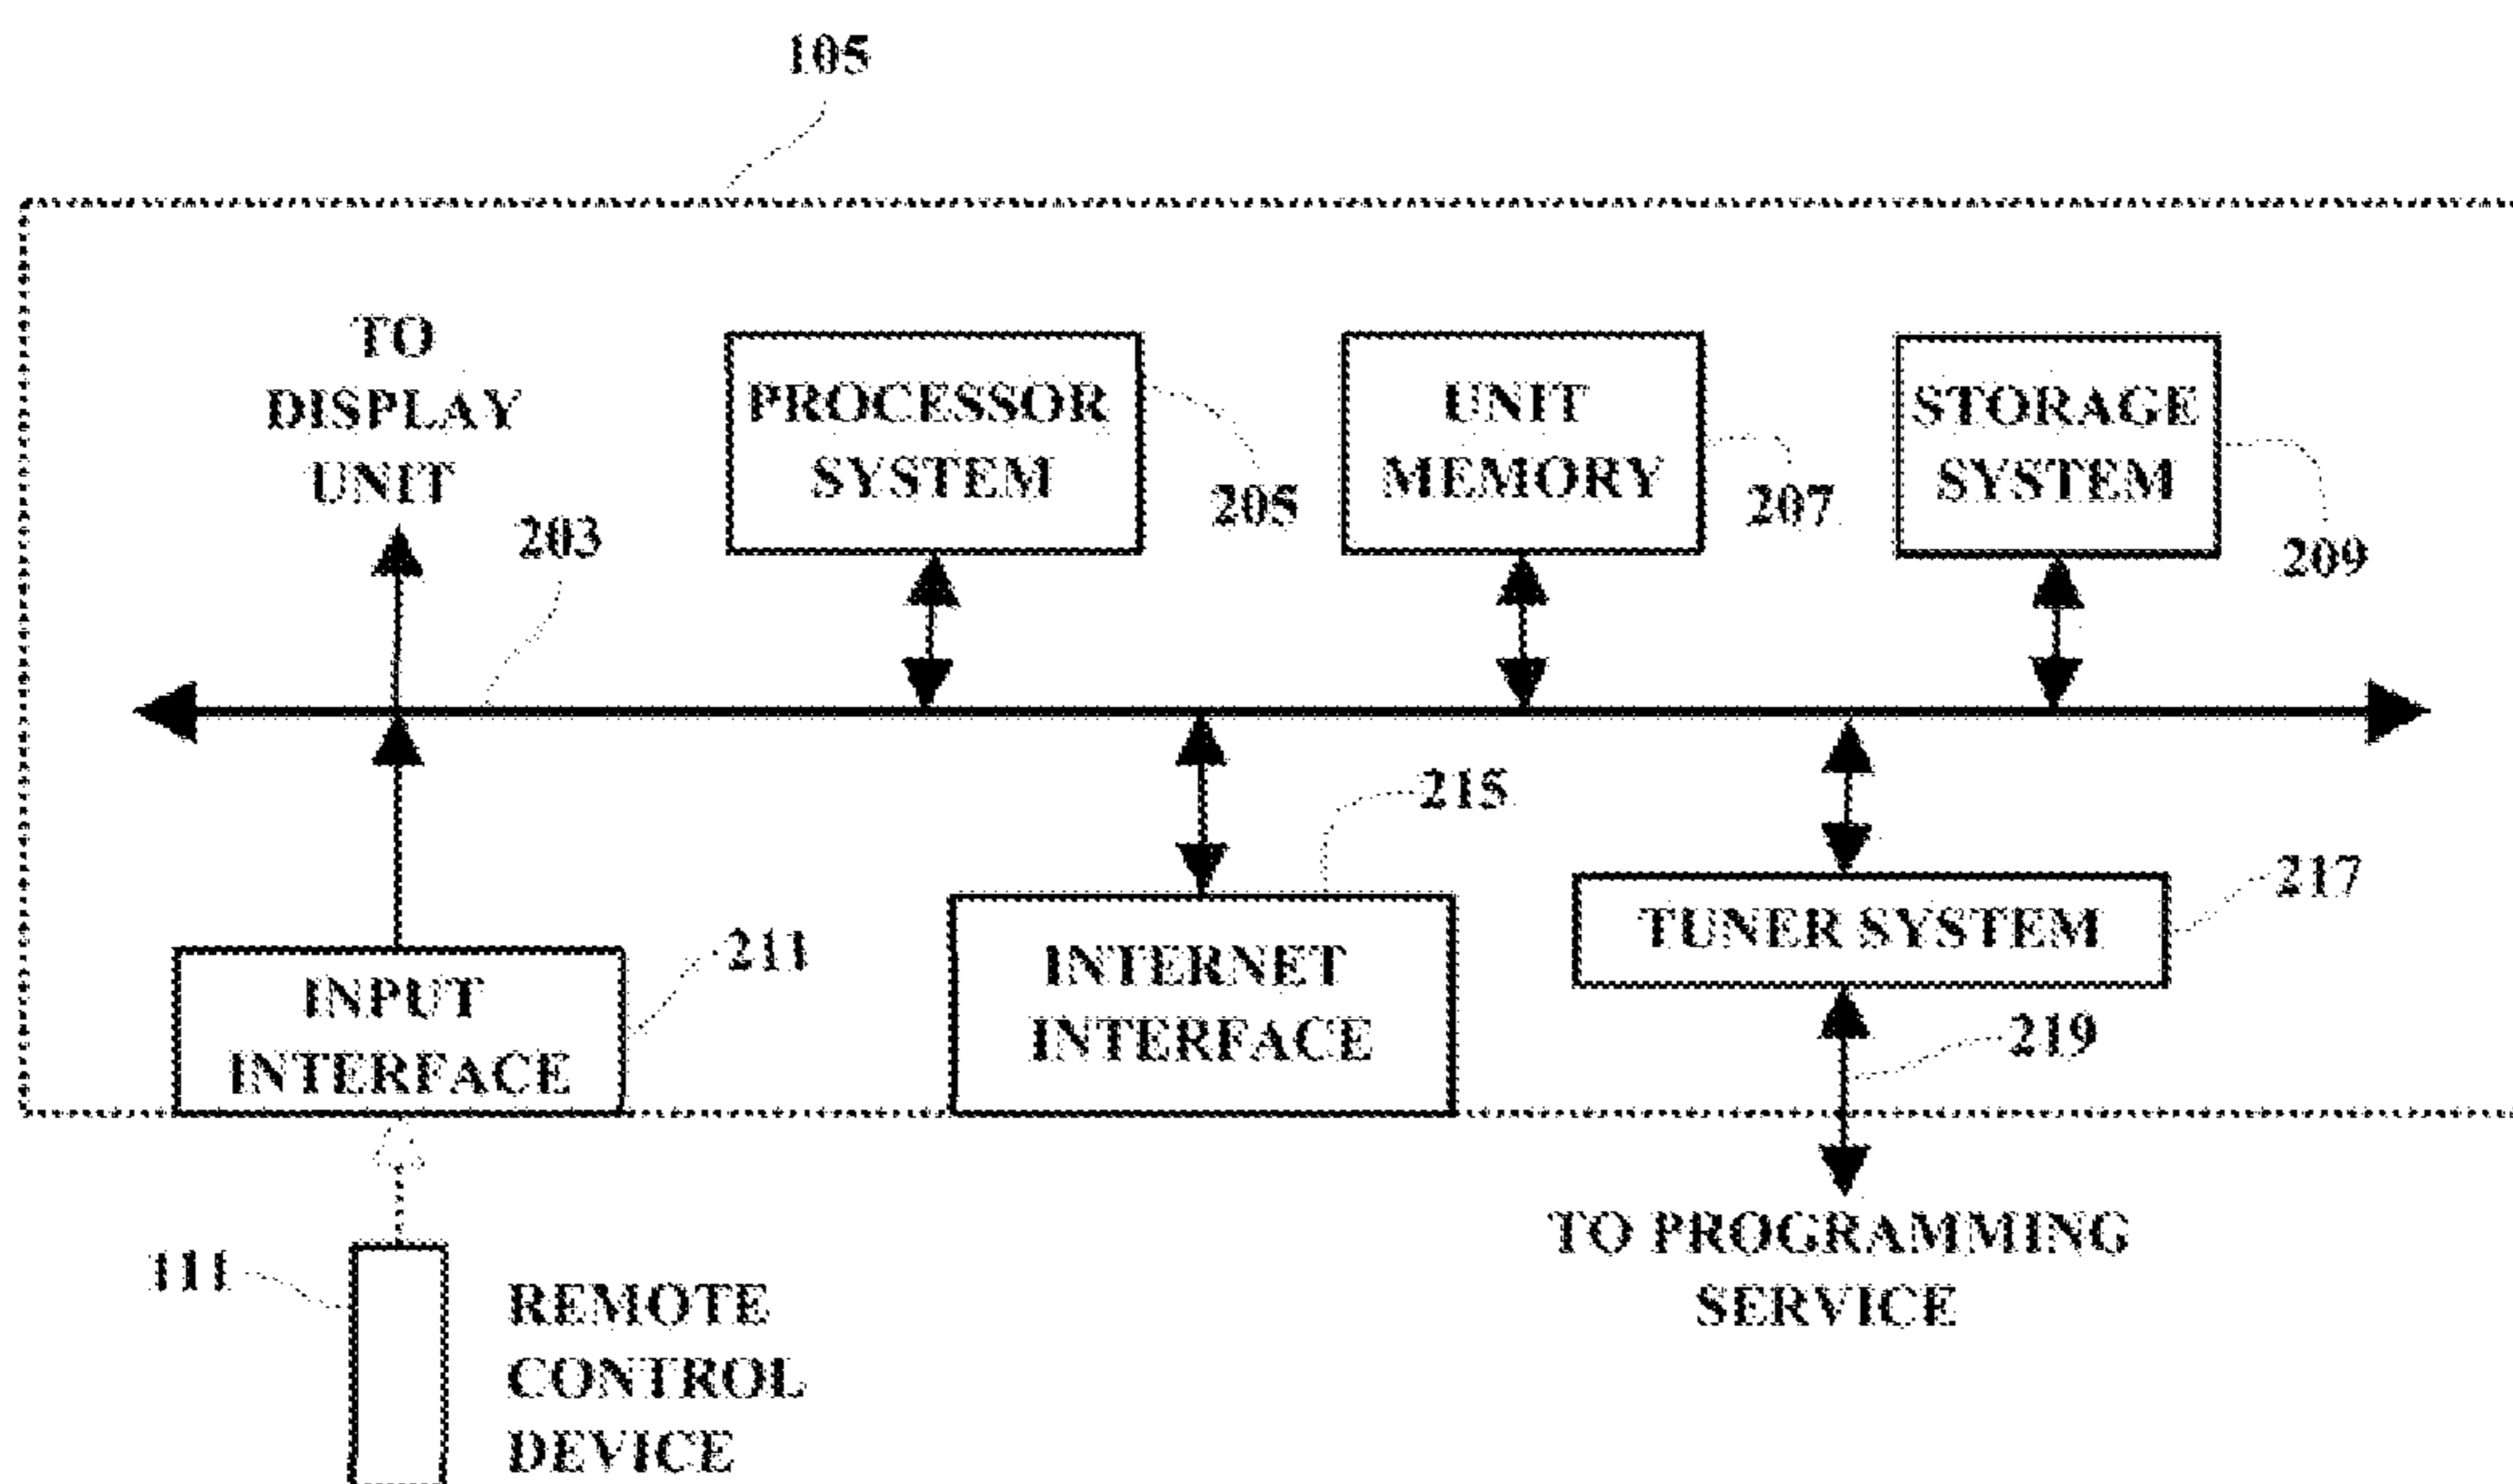 105
TO
DISPLAY
UNIT
203
PROCESSOR
SYSTEM
205
UNIT
MEMORY
207
STORAGE
SYSTEM
209
INPUT
INTERFACE
211
INTERNET
INTERFACE
215
TUNER SYSTEM
217
219
TO PROGRAMMING
SERVICE
111
REMOTE
CONTROL
DEVICE